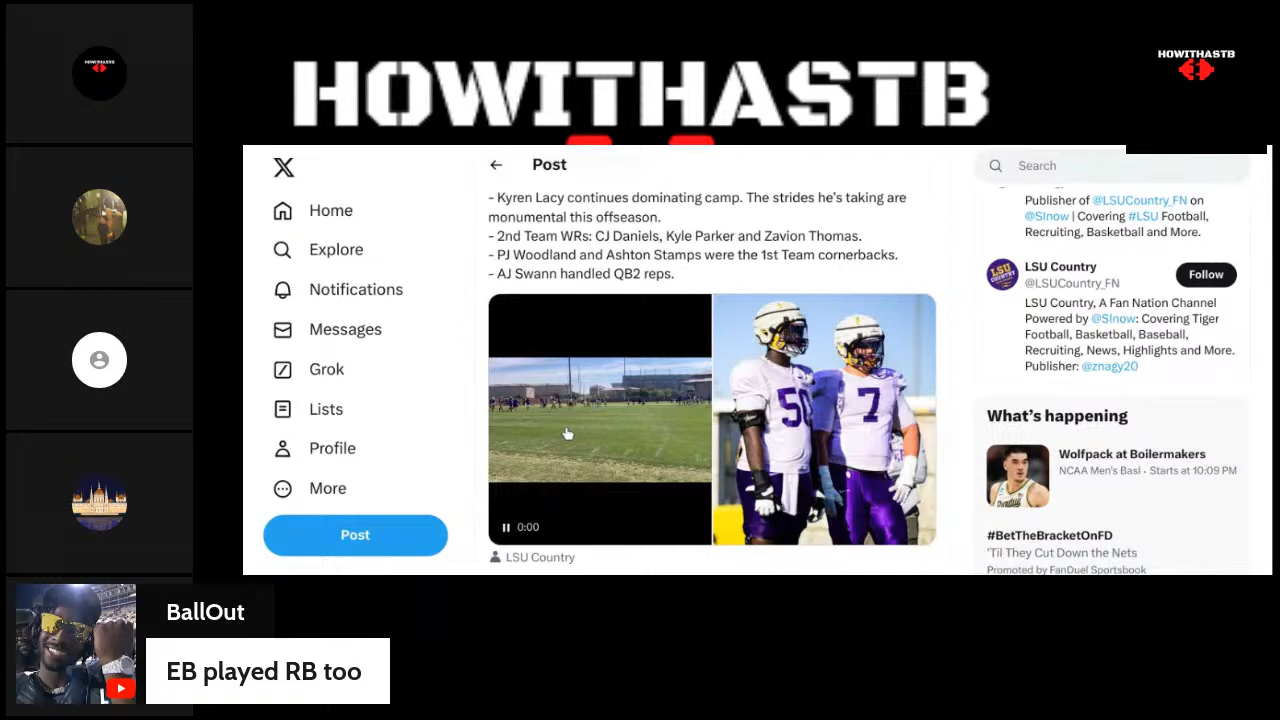 HOWITHASTB
HOWITHASTB
HOWITHASTB
X
Home
Explore
Notifications
Messages
Grok
Lists
Profile
More
Post
Post
- Kyren Lacy continues dominating camp. The strides he's taking are
monumental this offseason.
- 2nd Team WRs: CJ Daniels, Kyle Parker and Zavion Thomas.
- PJ Woodland and Ashton Stamps were the 1st Team cornerbacks.
- AJ Swann handled QB2 reps.
50
7
0:00
LSU Country
Search
Publisher of @LSUCountry_FN on
@SInow | Covering #LSU Football,
Recruiting, Basketball and More.
LSU
COUNTRY
LSU Country
@LSUCountry_FN
Follow
LSU Country, A Fan Nation Channel
Powered by @SInow: Covering Tiger
Football, Basketball, Baseball,
Recruiting, News, Highlights and More.
Publisher: @znagy20
What's happening
Wolfpack at Boilermakers
NCAA Men's Basi · Starts at 10:09 PM
#BetTheBracketOnFD
'Til They Cut Down the Nets
Promoted by FanDuel Sportsbook
BallOut
EB played RB too